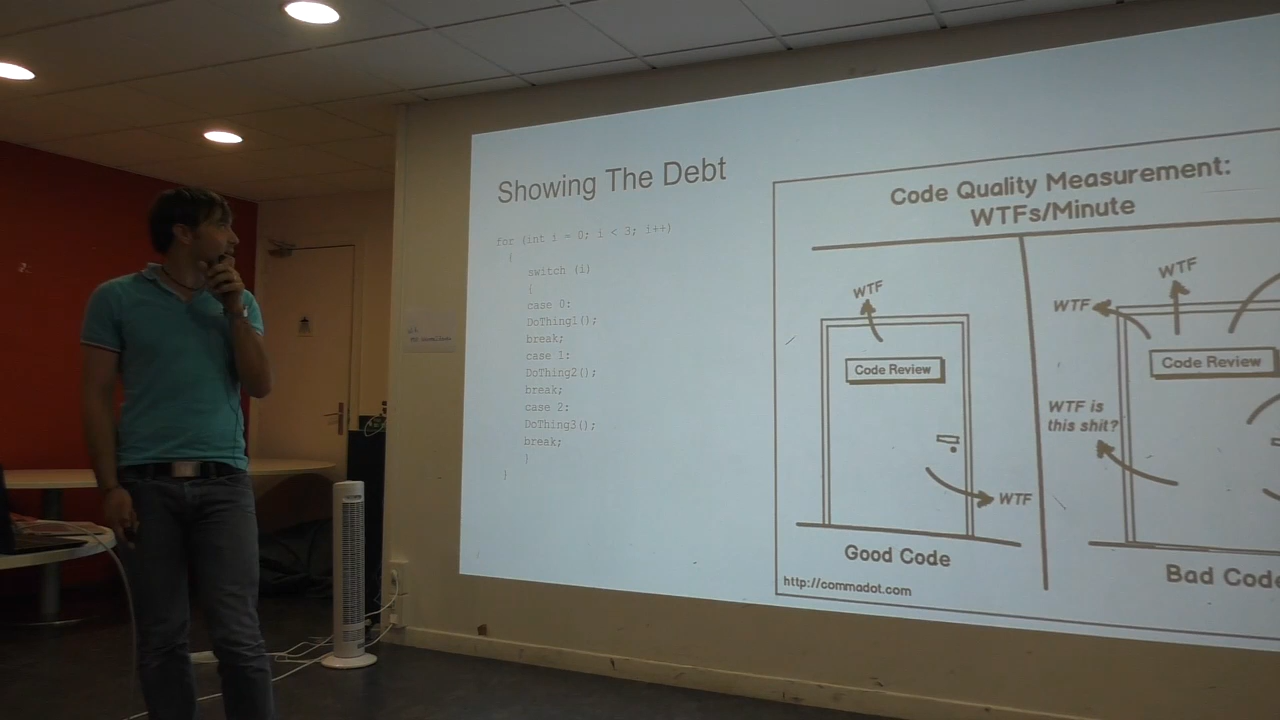 Showing The Debt
for (int i = 0; i < 3; i++)
{
switch (i)
{
case 0:
DoThing1();
break;
case 1:
DoThing2();
break;
case 2:
DoThing3();
break;
}
}
Code Quality Measurement:
WTFs/Minute
WTF
Code Review
WTF
Good Code
http://commadot.com
WTF
WTF
Code Review
WTF is
this shit?
Bad Code